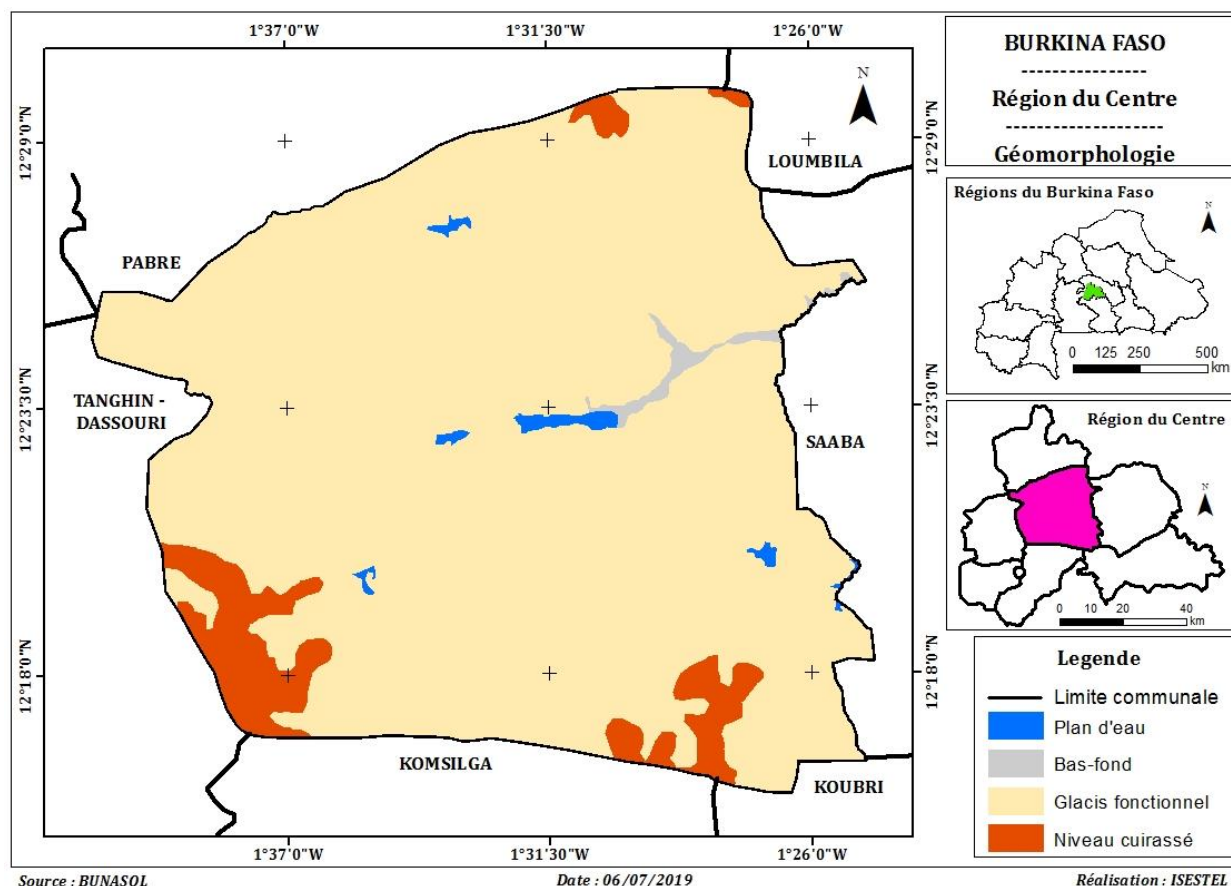 1°37'0"W
1°31'30"W
1°26'0"W
BURKINA FASO
Région du Centre
Géomorphologie
N
12°29'0"N
12°29'0"N
LOUMBILA
Régions du Burkina Faso
N
PABRE
0 125 250 500
km
TANGHIN -
DASSOURI
12°23'30"N
12°23'30"N
SAABA
Région du Centre
N
0 10 20 40
km
12°18'0"N
12°18'0"N
KOMSILGA
KOUBRI
Legende
Limite communale
Plan d'eau
Bas-fond
Glacis fonctionnel
Niveau cuirassé
1°37'0"W
1°31'30"W
1°26'0"W
Source : BUNASOL
Date : 06/07/2019
Réalisation : ISESTEL